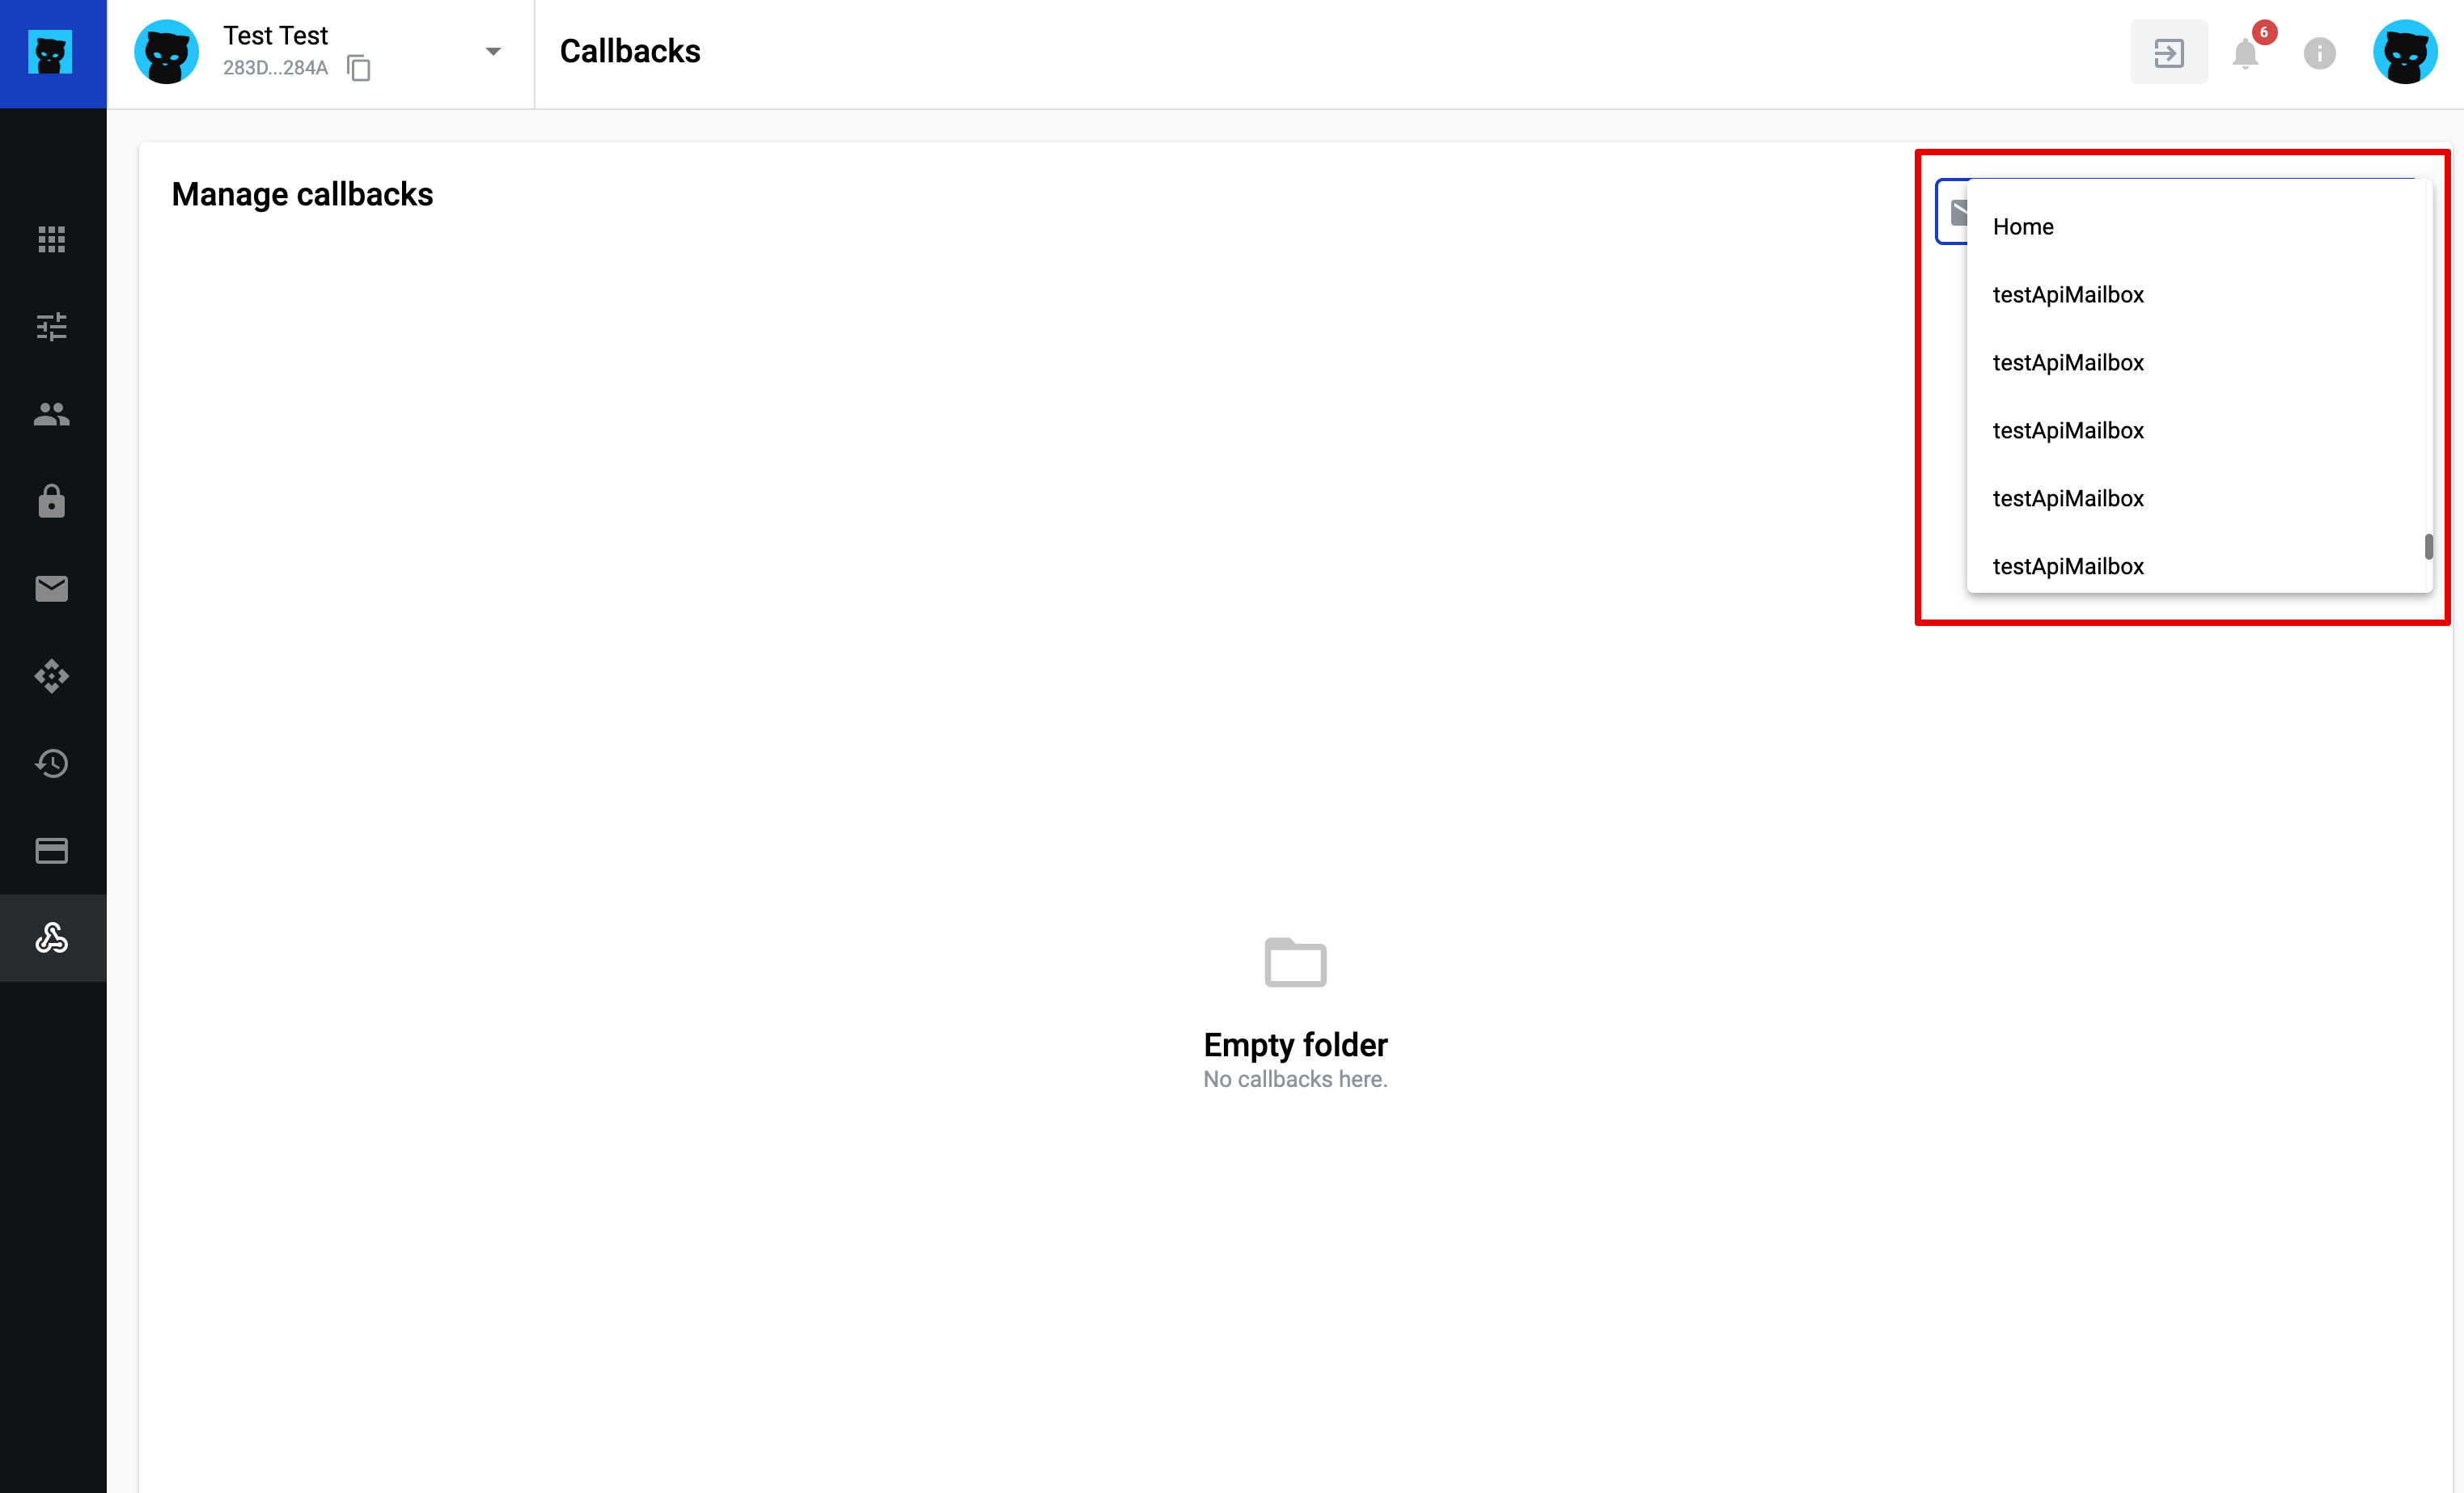 Test Test
283D...284A
Callbacks
6
Manage callbacks
Home
testApiMailbox
testApiMailbox
testApiMailbox
testApiMailbox
testApiMailbox
Empty folder
No callbacks here.